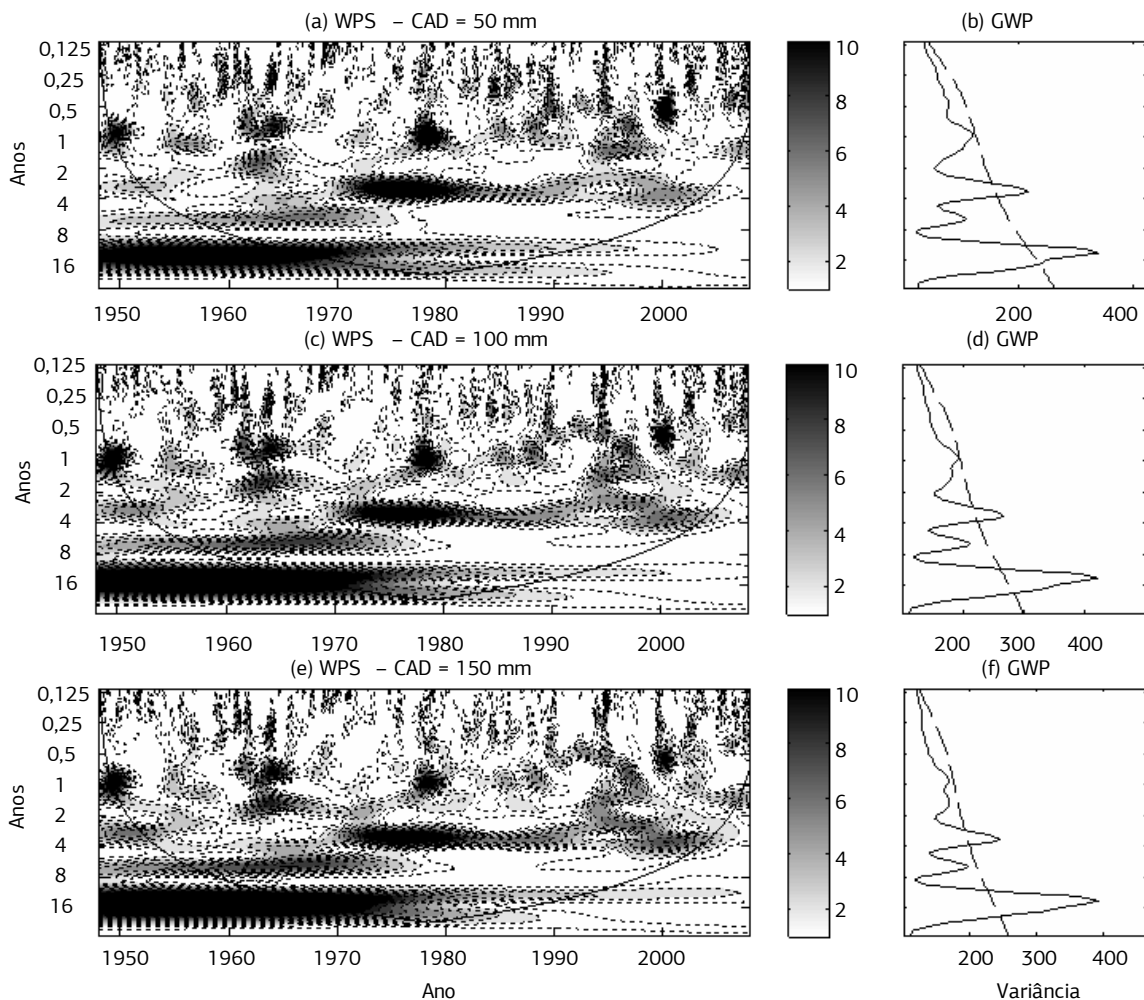 (a) WPS – CAD = 50 mm
(b) GWP
Anos
0,125
0,25
0,5
1
2
4
8
16
1950 1960 1970 1980 1990 2000
10
8
6
4
2
200 400
(c) WPS – CAD = 100 mm
(d) GWP
Anos
0,125
0,25
0,5
1
2
4
8
16
1950 1960 1970 1980 1990 2000
10
8
6
4
2
200 300 400
(e) WPS – CAD = 150 mm
(f) GWP
Anos
0,125
0,25
0,5
1
2
4
8
16
1950 1960 1970 1980 1990 2000
Ano
10
8
6
4
2
200 300 400
Variância